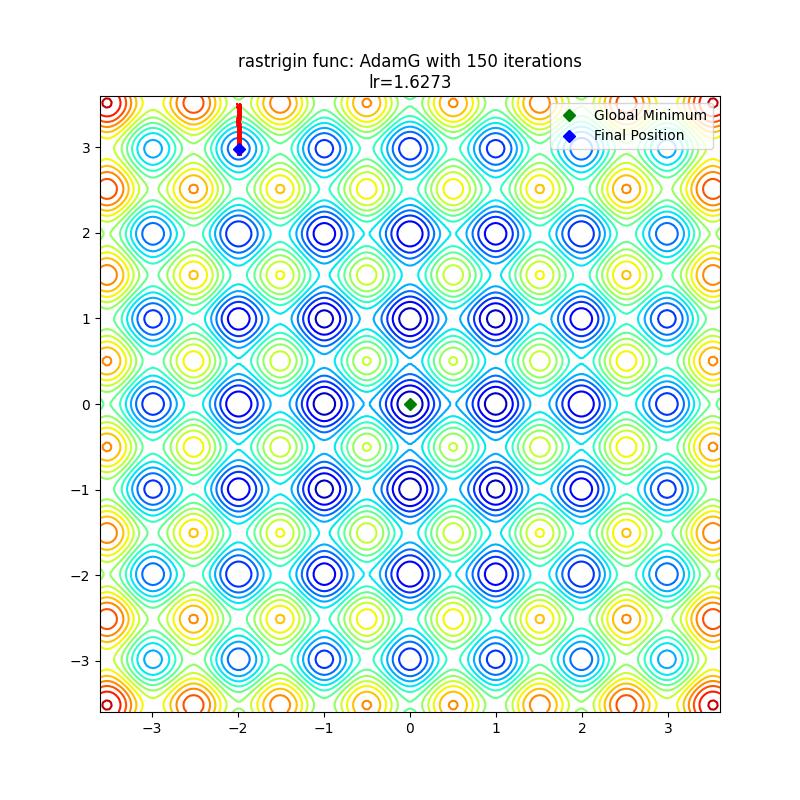 rastrigin func: AdamG with 150 iterations
lr=1.6273
Global Minimum
Final Position
3
2
1
0
−1
−2
−3
−3 −2 −1 0 1 2 3